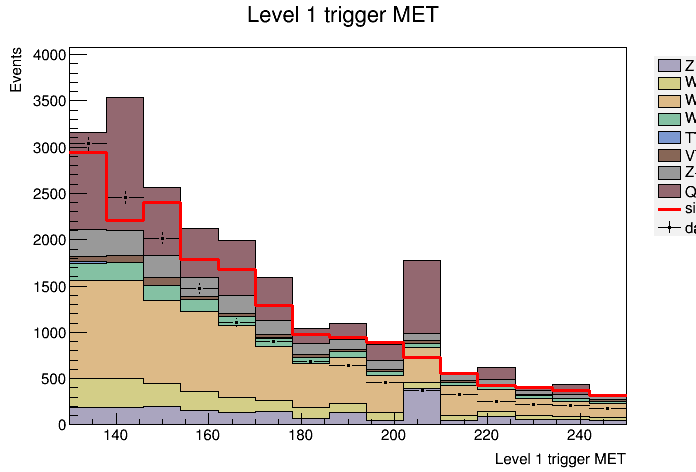 Level 1 trigger MET
Events
4000
3500
3000
2500
2000
1500
1000
500
0
140
160
180
200
220
240
Level 1 trigger MET
Z
W
W
W
Z-
Q
si
da